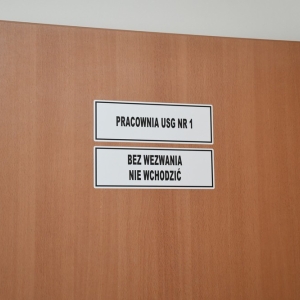 PRACOWNIA USG NR 1
BEZ WEZWANIA
NIE WCHODZIĆ